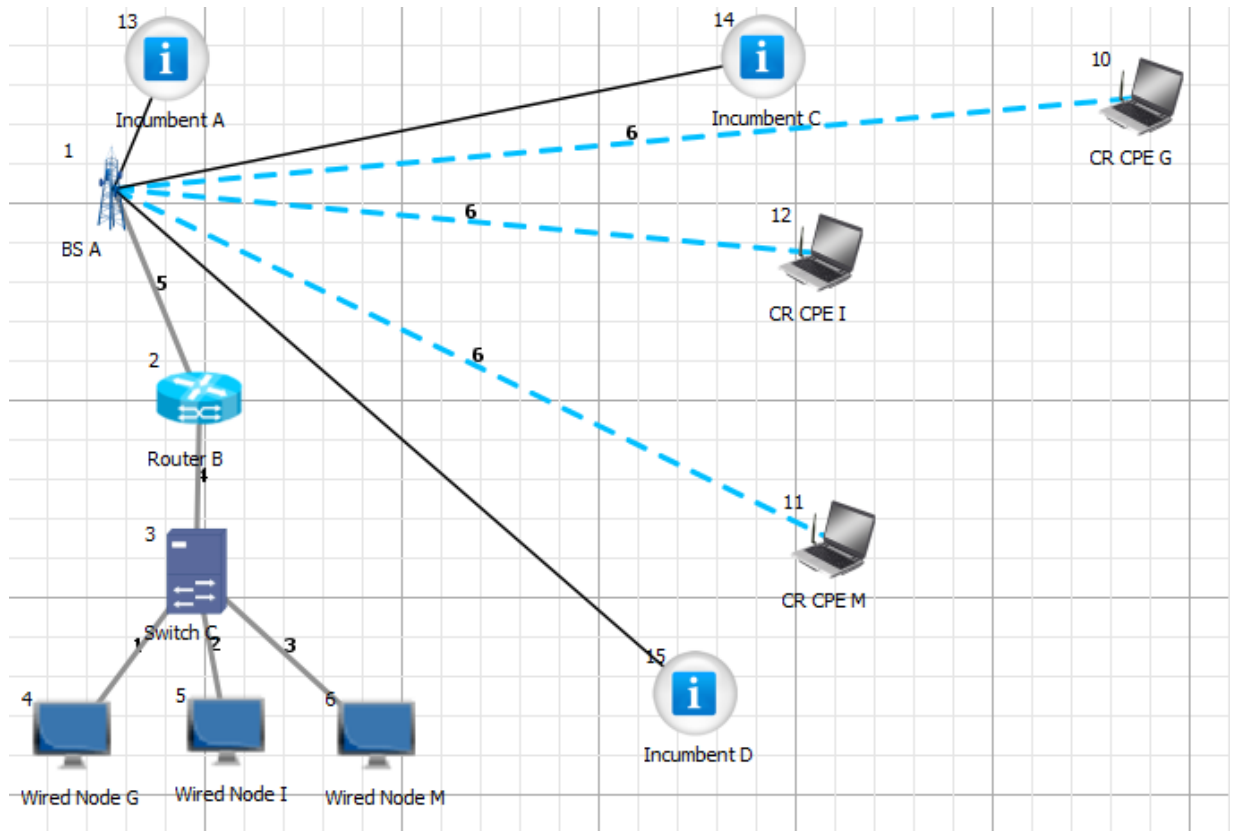 13
i
Incumbent A
14
i
Incumbent C
10
CR CPE G
1
BS A
6
6
12
CR CPE I
5
2
Router B
4
6
11
CR CPE M
3
Switch C
1
2
3
15
i
Incumbent D
4
Wired Node G
5
Wired Node I
6
Wired Node M